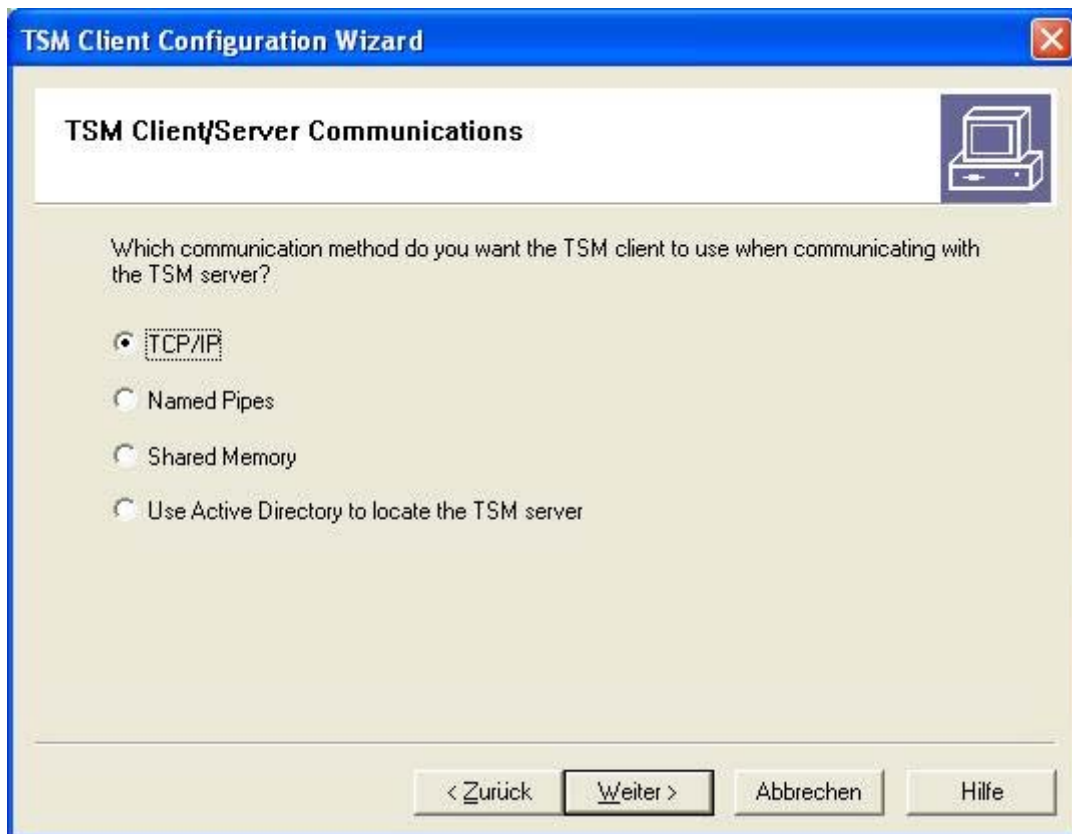 TSM Client Configuration Wizard
TSM Client/Server Communications
Which communication method do you want the TSM client to use when communicating with
the TSM server?
TCP/IP
Named Pipes
Shared Memory
Use Active Directory to locate the TSM server
< Zurück Weiter > Abbrechen Hilfe